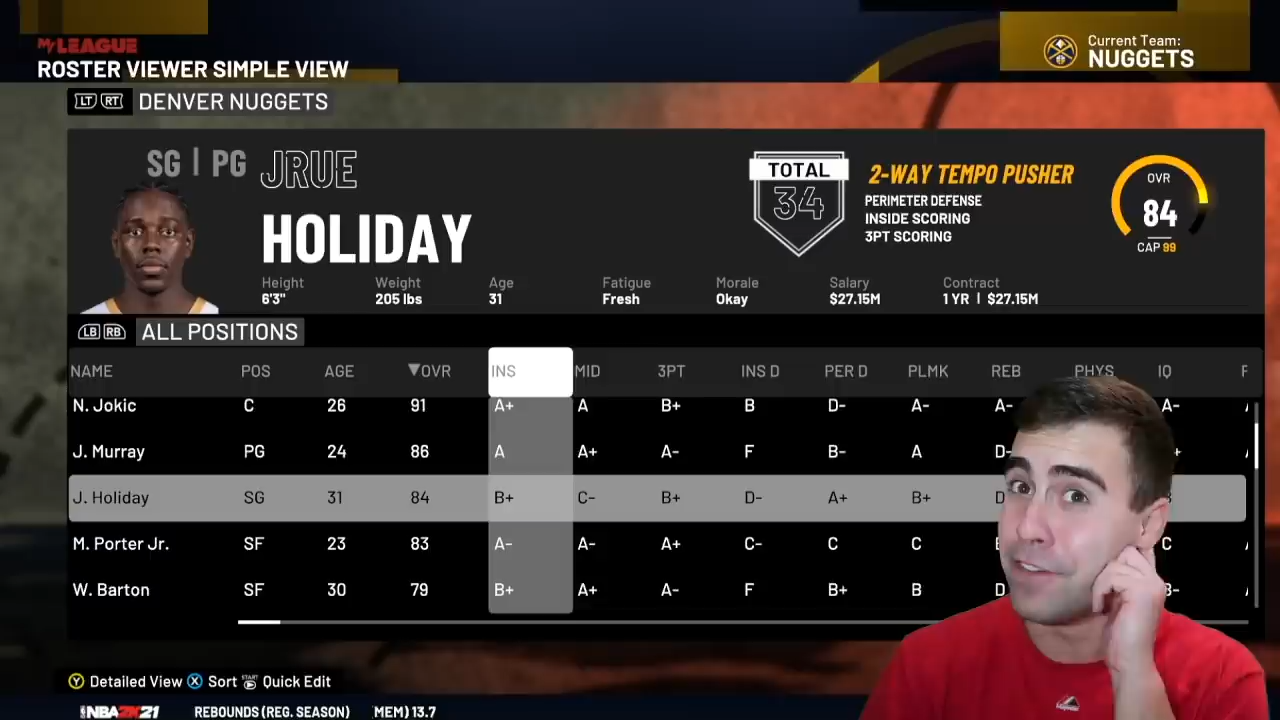 MyLEAGUE
ROSTER VIEWER SIMPLE VIEW
Current Team:
NUGGETS
LT RT DENVER NUGGETS
SG | PG JRUE
HOLIDAY
TOTAL
34
2-WAY TEMPO PUSHER
PERIMETER DEFENSE
INSIDE SCORING
3PT SCORING
OVR
84
CAP 99
Height Weight Age Fatigue Morale Salary Contract
6'3" 205 lbs 31 Fresh Okay $27.15M 1 YR | $27.15M
LB RB ALL POSITIONS
NAME POS AGE ▼OVR INS MID 3PT INS D PER D PLMK REB PHYS IQ F
N. Jokic C 26 91 A+ A B+ B D- A- A- A-
J. Murray PG 24 86 A A+ A- F B- A D-
J. Holiday SG 31 84 B+ C- B+ D- A+ B+ D
M. Porter Jr. SF 23 83 A- A- A+ C- C C C
W. Barton SF 30 79 B+ A+ A- F B+ B D B-
Y Detailed View X Sort START Quick Edit
NBA2K21 REBOUNDS (REG. SEASON) MEM) 13.7